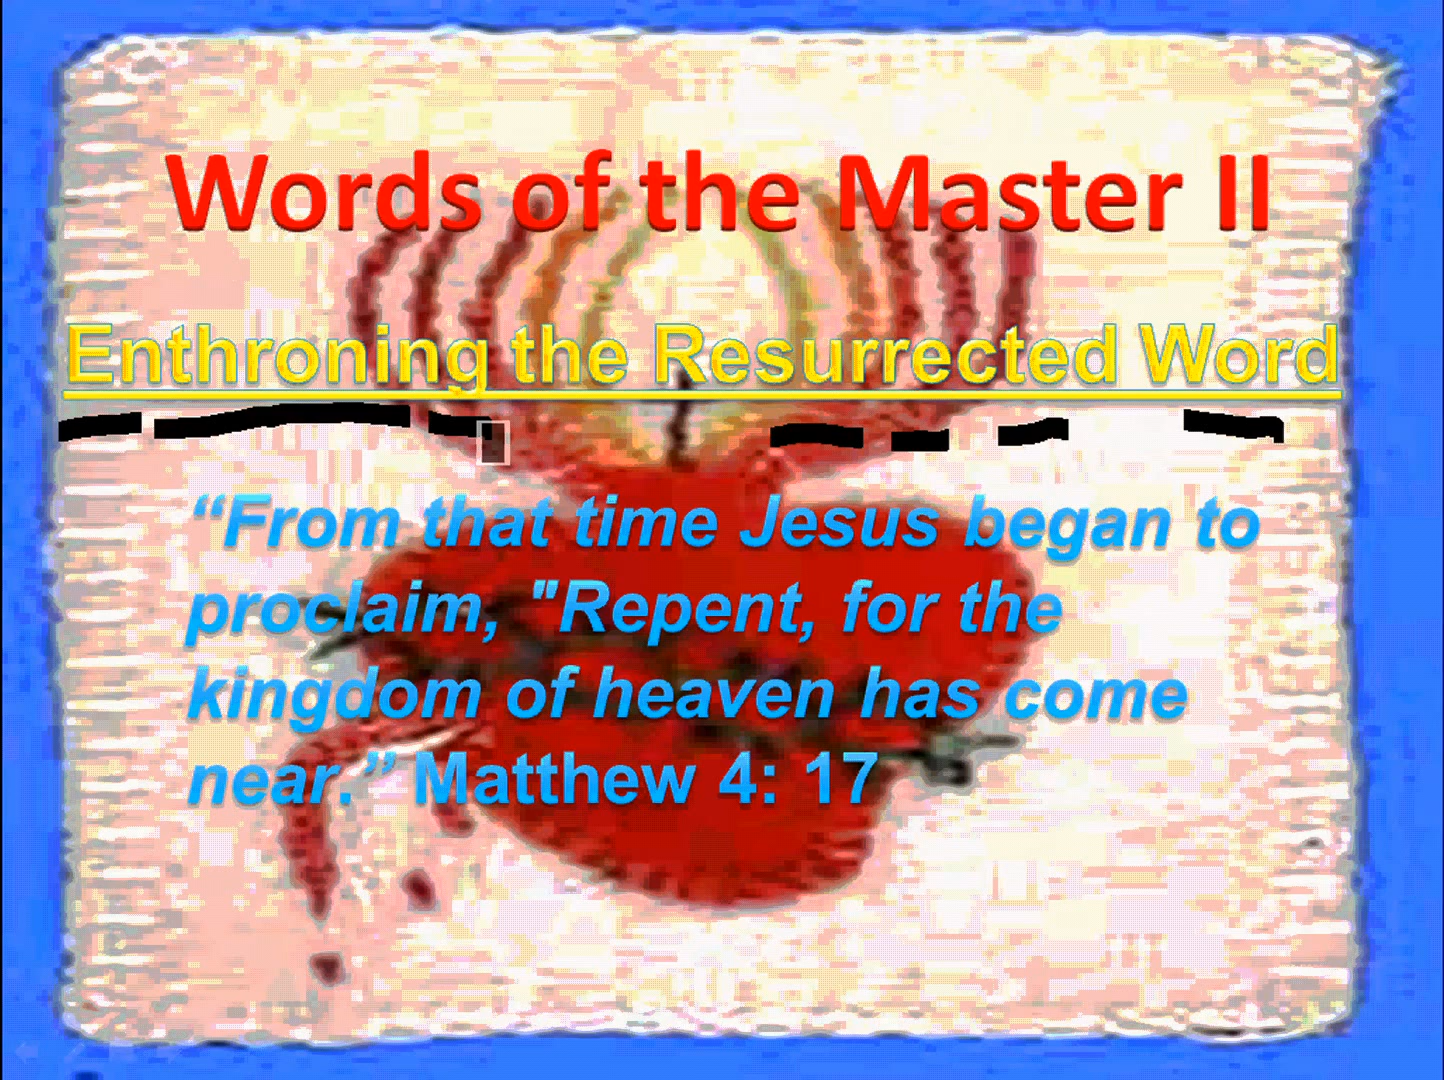 Words of the Master II
Enthroning the Resurrected Word
“From that time Jesus began to
proclaim, "Repent, for the
kingdom of heaven has come
near.” Matthew 4: 17